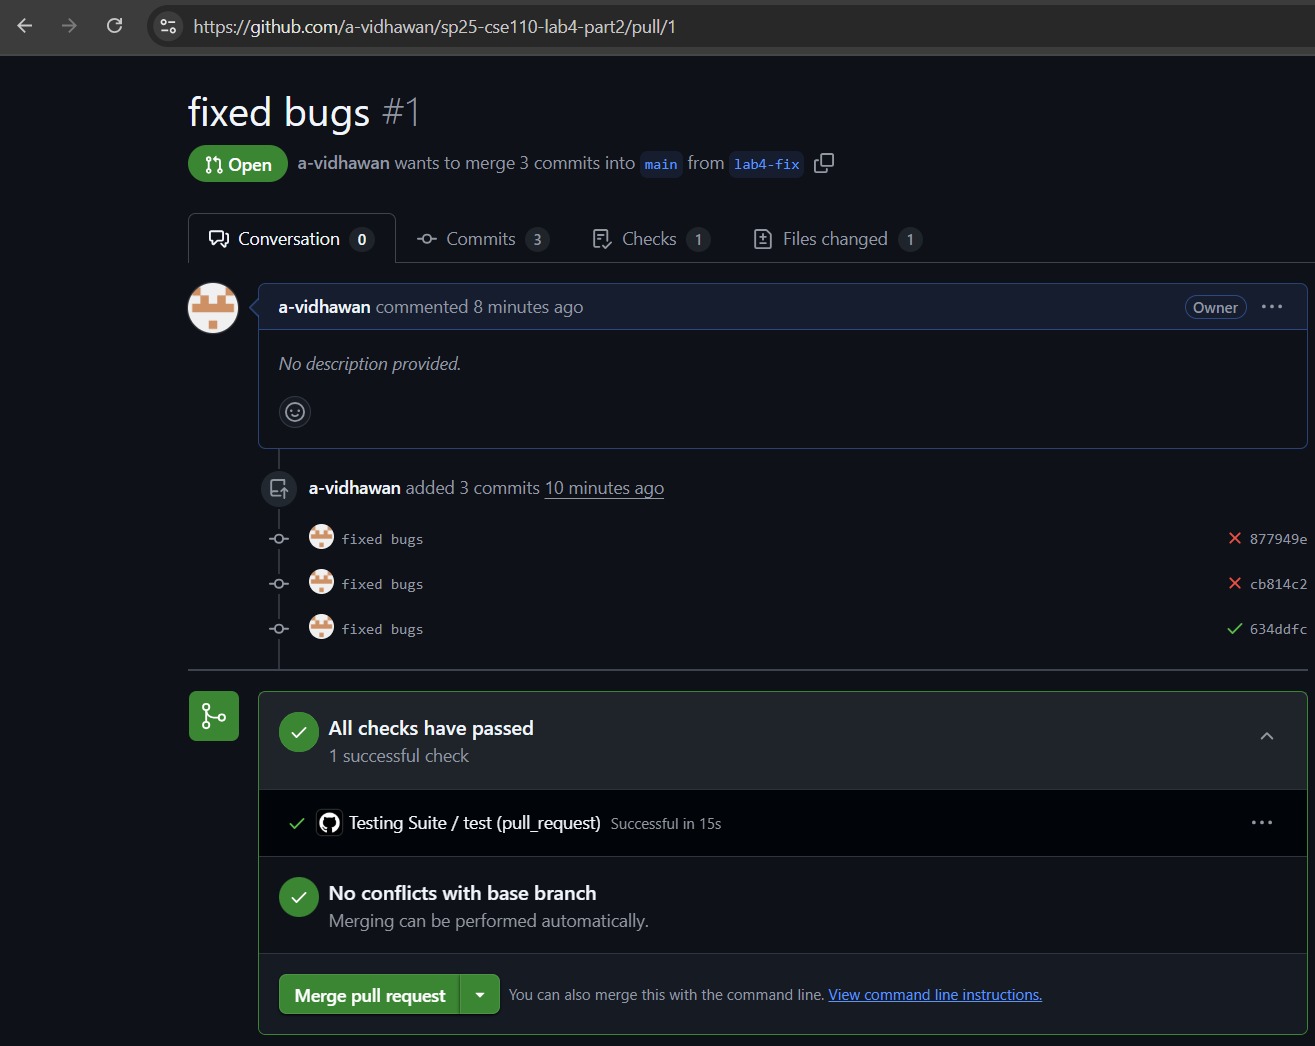 https://github.com/a-vidhawan/sp25-cse110-lab4-part2/pull/1
fixed bugs #1
Open a-vidhawan wants to merge 3 commits into main from lab4-fix
Conversation 0 Commits 3 Checks 1 Files changed 1
a-vidhawan commented 8 minutes ago Owner
No description provided.
a-vidhawan added 3 commits 10 minutes ago
fixed bugs 877949e
fixed bugs cb814c2
fixed bugs 634ddfc
All checks have passed
1 successful check
Testing Suite / test (pull_request) Successful in 15s
No conflicts with base branch
Merging can be performed automatically.
Merge pull request You can also merge this with the command line. View command line instructions.